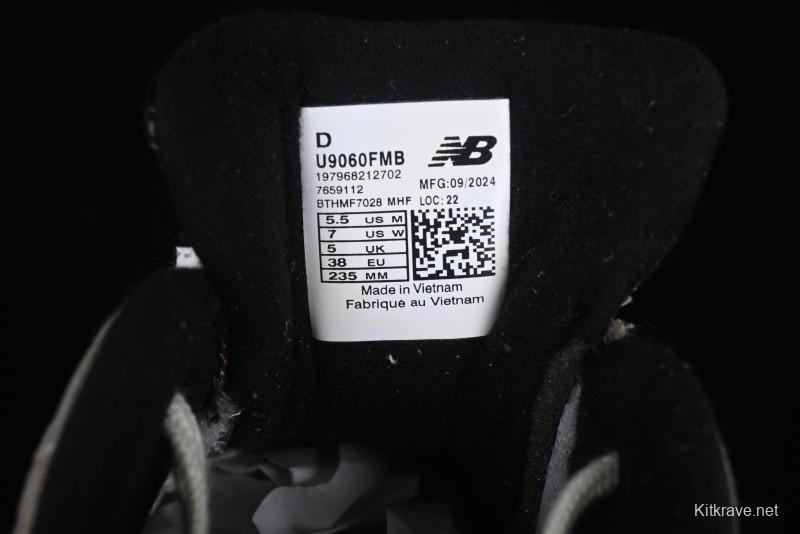 D
U9060FMB
NB
197968212702
7659112
MFG:09/2024
BTHMF7028 MHF LOC: 22
5.5 US M
7 US W
5 UK
38 EU
235 MM
Made in Vietnam
Fabriqué au Vietnam
Kitkrave.net